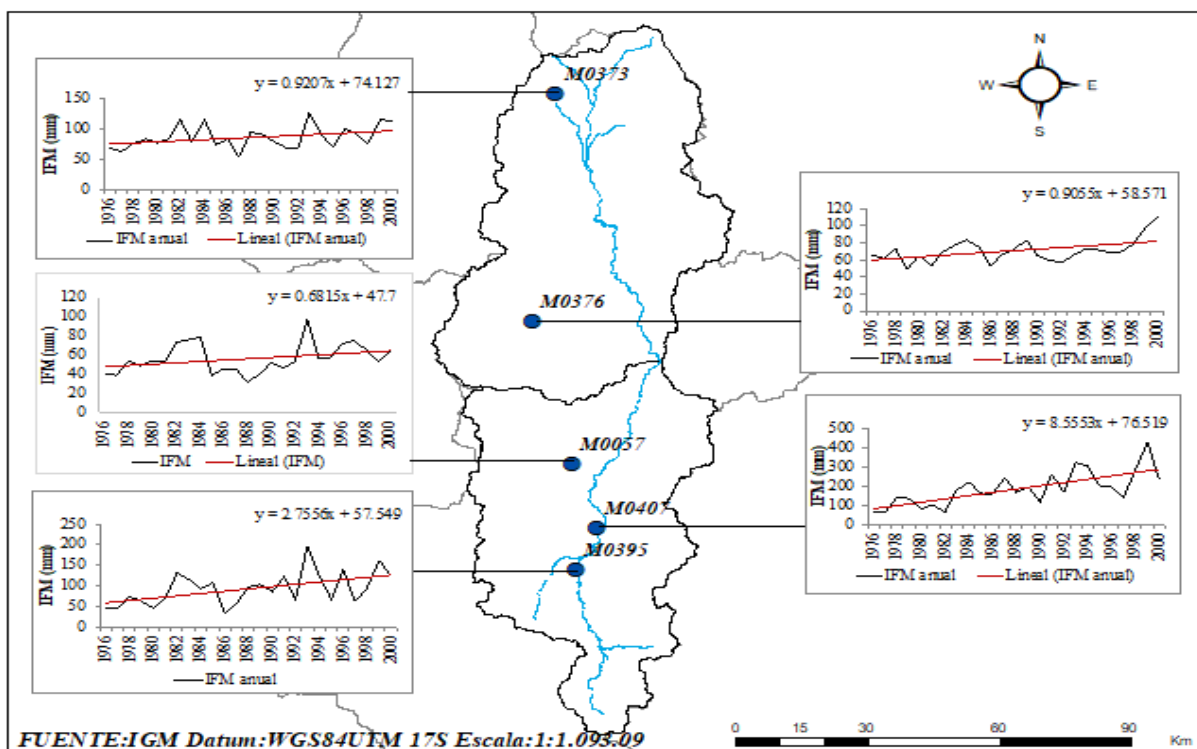 y = 0.9207x + 74.127
IFM (mm)
150
100
50
0
1976 1978 1980 1982 1984 1986 1988 1990 1992 1994 1996 1998 2000
IFM anual Lineal (IFM anual)
y = 0.6815x + 47.7
IFM (mm)
120
100
80
60
40
20
0
1976 1978 1980 1982 1984 1986 1988 1990 1992 1994 1996 1998 2000
IFM Lineal (IFM)
y = 2.7556x + 57.549
IFM (mm)
250
200
150
100
50
0
1976 1978 1980 1982 1984 1986 1988 1990 1992 1994 1996 1998 2000
IFM anual
M0373
M0376
M0057
M0407
M0395
N
W E
S
y = 0.9055x + 58.571
IFM (mm)
120
100
80
60
40
20
0
1976 1978 1980 1982 1984 1986 1988 1990 1992 1994 1996 1998 2000
IFM anual Lineal (IFM anual)
y = 8.5553x + 76.519
IFM (mm)
500
400
300
200
100
0
1976 1978 1980 1982 1984 1986 1988 1990 1992 1994 1996 1998 2000
IFM anual Lineal (IFM anual)
FUENTE:IGM Datum:WGS84UTM 17S Escala:1:1.093.09
0 15 30 60 90
Km